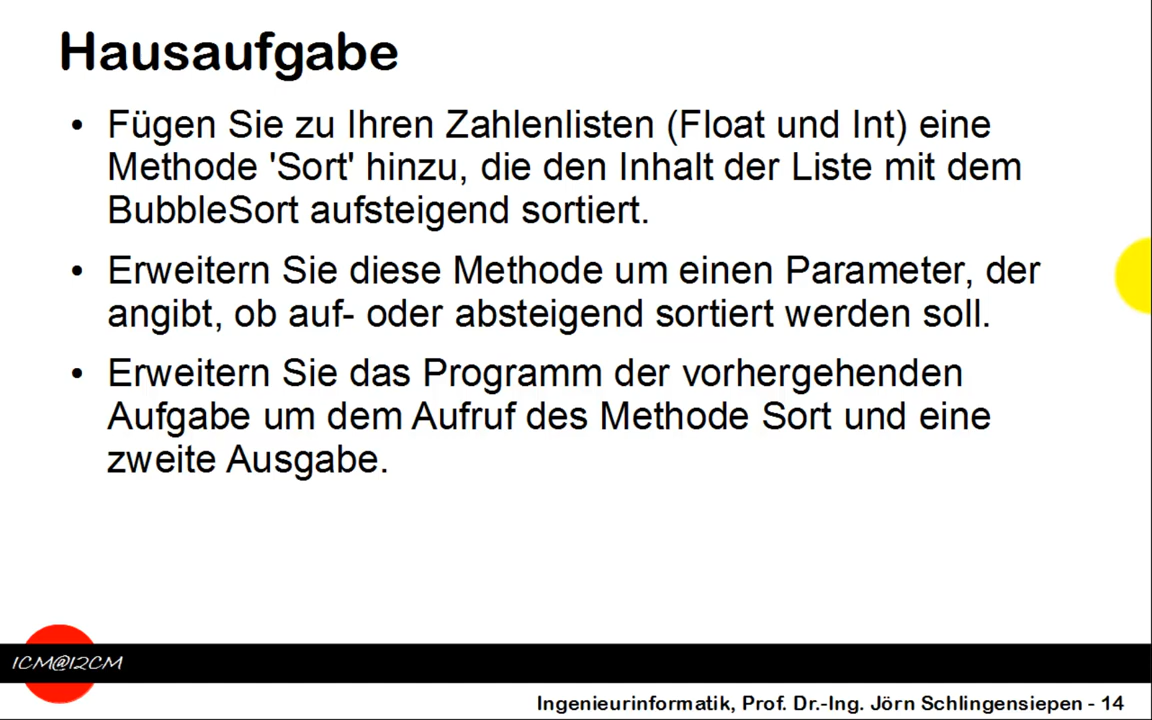 Hausaufgabe
• Fügen Sie zu Ihren Zahlenlisten (Float und Int) eine
Methode 'Sort' hinzu, die den Inhalt der Liste mit dem
BubbleSort aufsteigend sortiert.
• Erweitern Sie diese Methode um einen Parameter, der
angibt, ob auf- oder absteigend sortiert werden soll.
• Erweitern Sie das Programm der vorhergehenden
Aufgabe um dem Aufruf des Methode Sort und eine
zweite Ausgabe.
ICM@I2CM
Ingenieurinformatik, Prof. Dr.-Ing. Jörn Schlingensiepen - 14